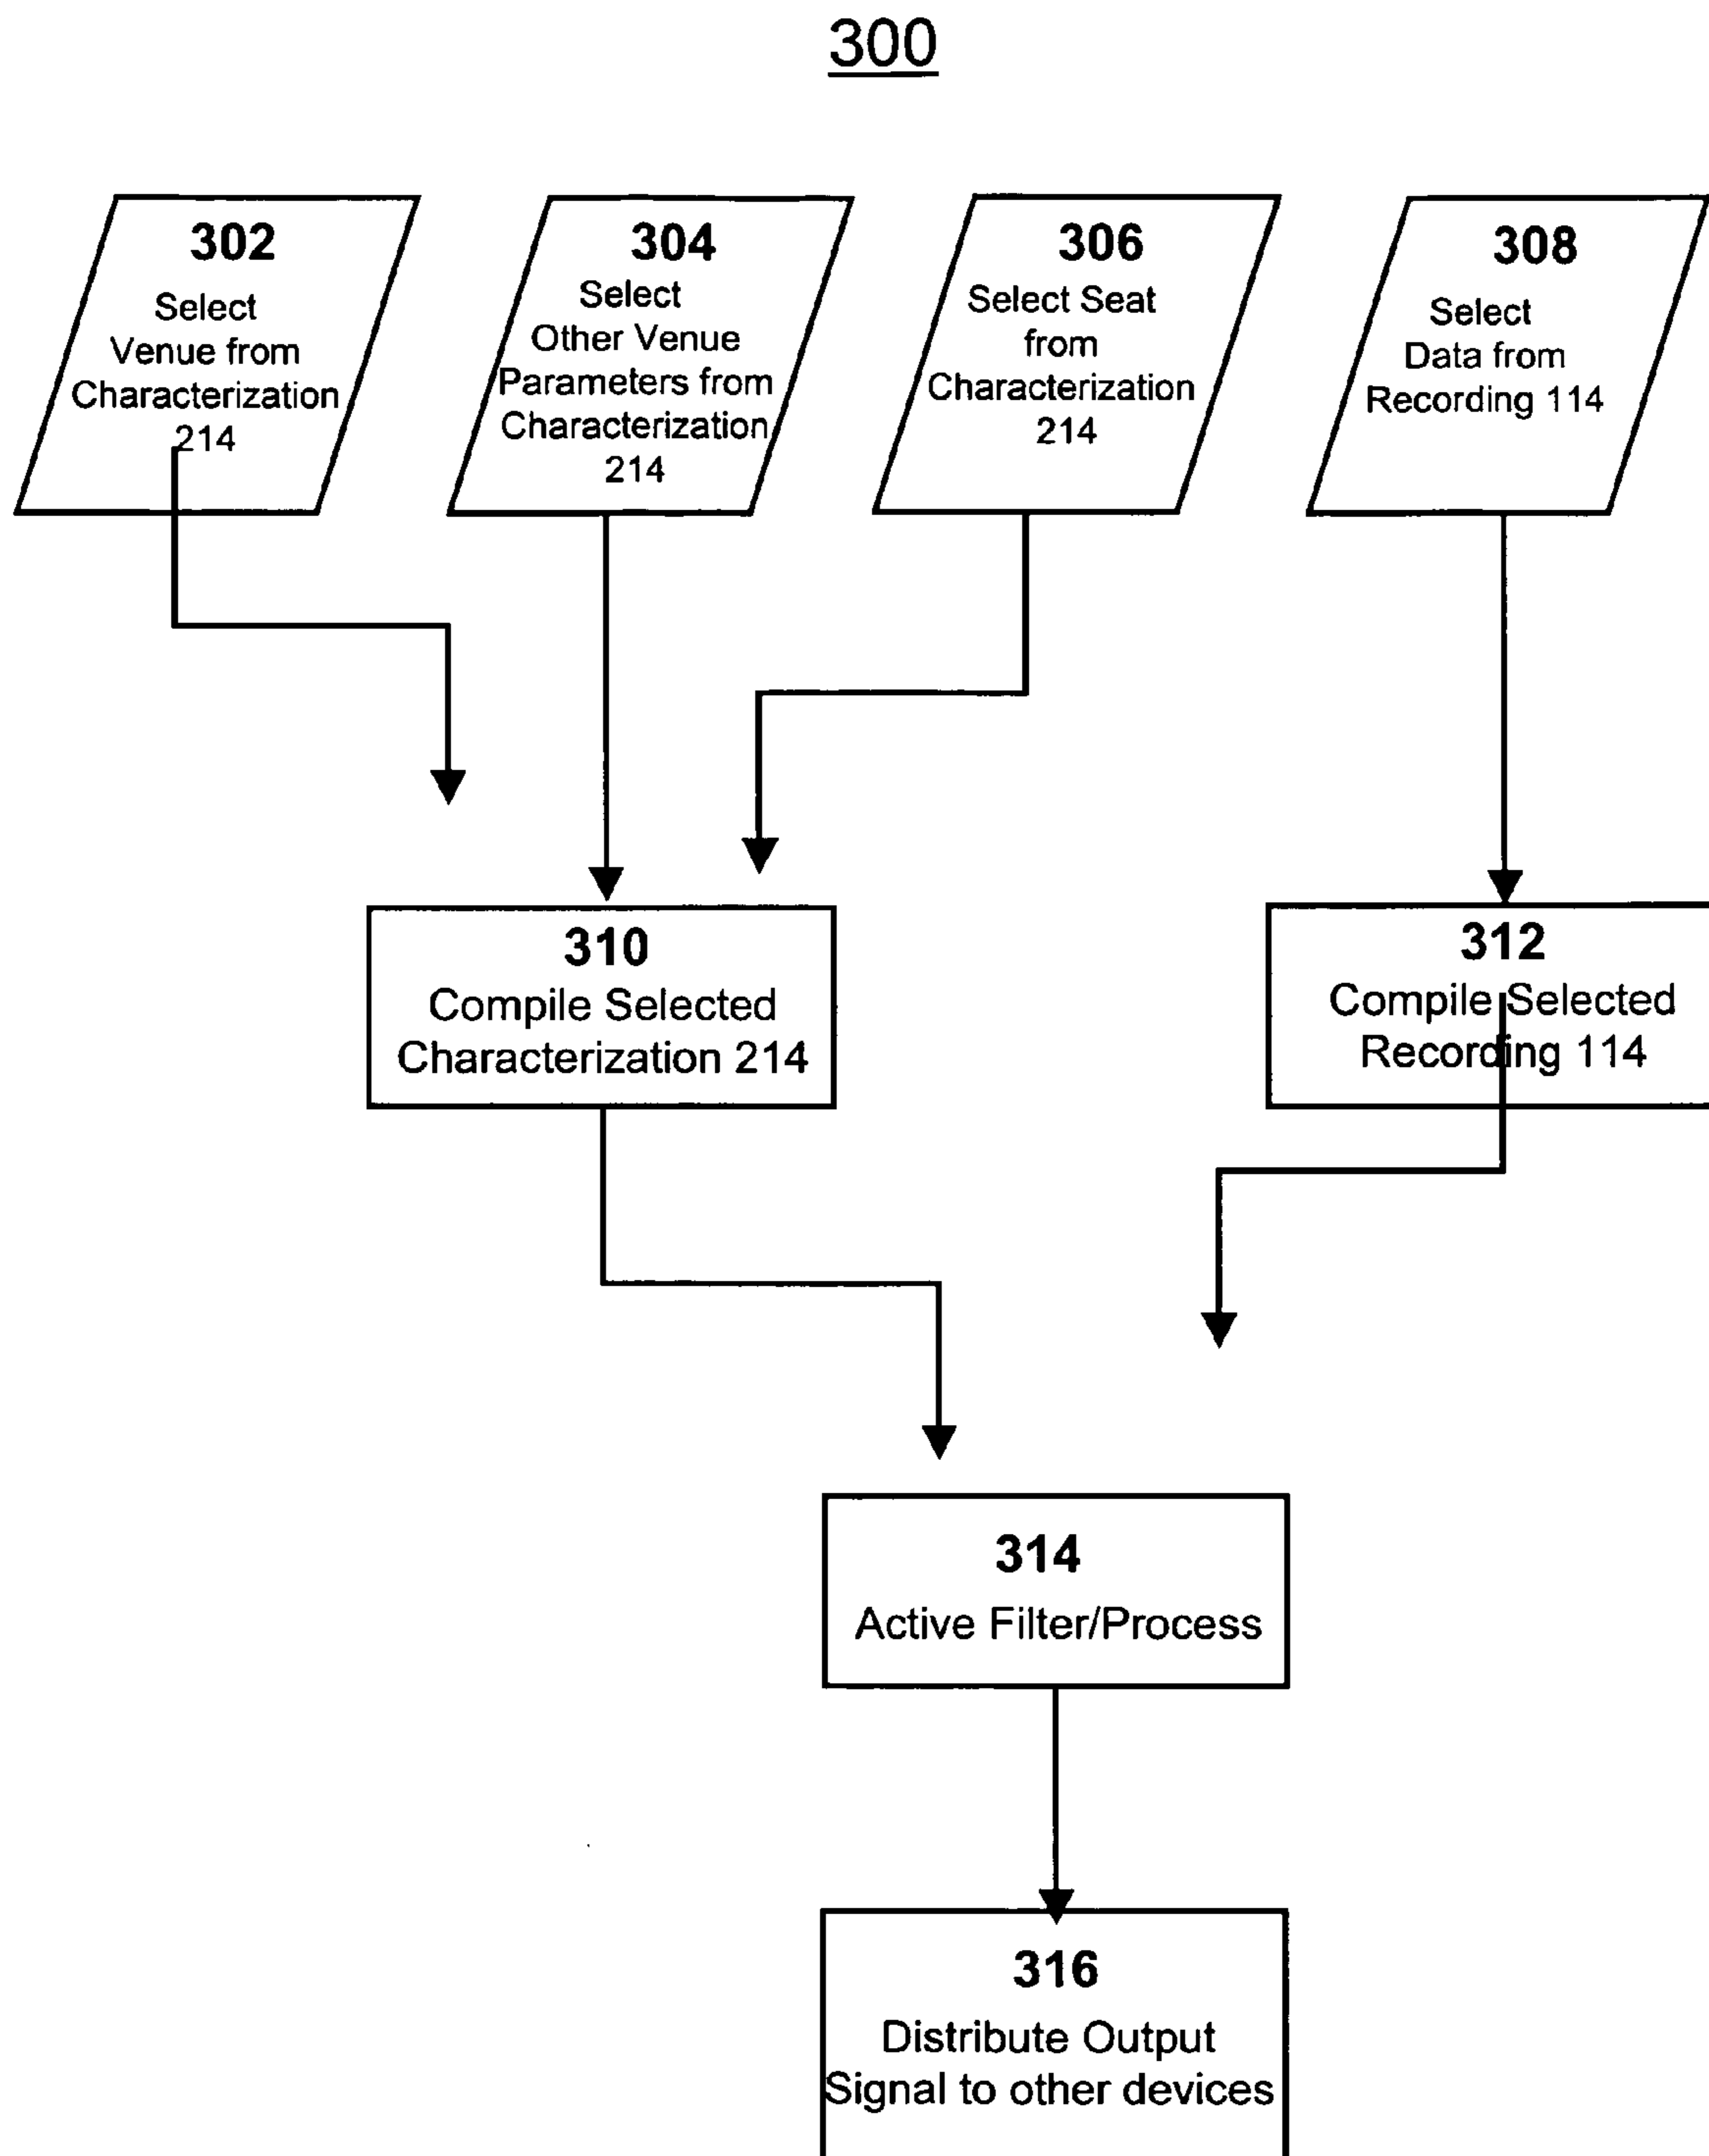 300
302
Select
Venue from
Characterization
214
304
Select
Other Venue
Parameters from
Characterization
214
306
Select Seat
from
Characterization
214
308
Select
Data from
Recording 114
310
Compile Selected
Characterization 214
312
Compile Selected
Recording 114
314
Active Filter/Process
316
Distribute Output
Signal to other devices